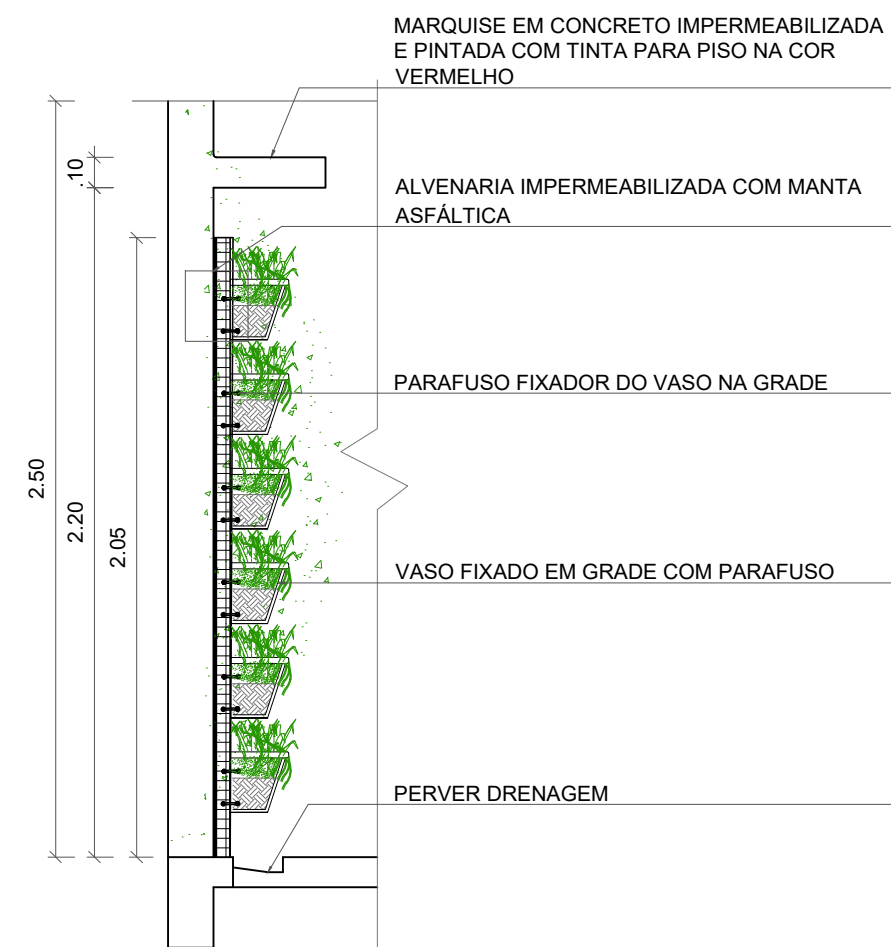 MARQUISE EM CONCRETO IMPERMEABILIZADA
E PINTADA COM TINTA PARA PISO NA COR
VERMELHO
.10
ALVENARIA IMPERMEABILIZADA COM MANTA
ASFÁLTICA
PARAFUSO FIXADOR DO VASO NA GRADE
2.50
2.20
2.05
VASO FIXADO EM GRADE COM PARAFUSO
PERVER DRENAGEM